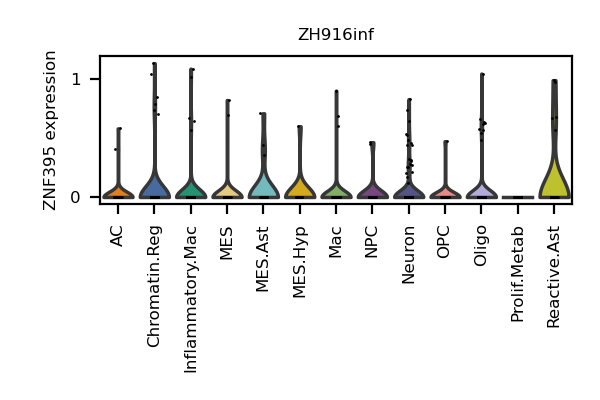 ZH916inf
ZNF395 expression
1
0
AC
Chromatin.Reg
Inflammatory.Mac
MES
MES.Ast
MES.Hyp
Mac
NPC
Neuron
OPC
Oligo
Prolif.Metab
Reactive.Ast